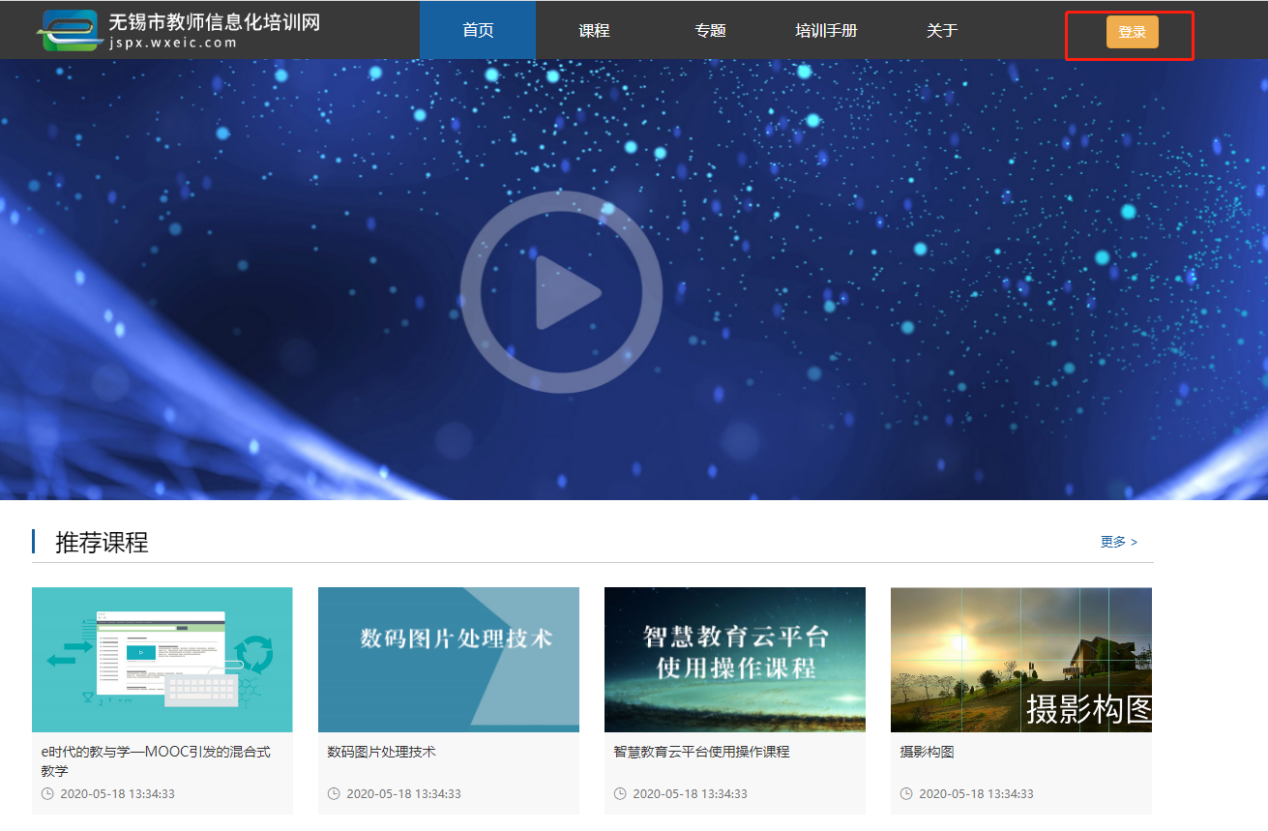 无锡市教师信息化培训网
jspx.wxeic.com
首页
课程
专题
培训手册
关于
登录
推荐课程
更多 >
数码图片处理技术
智慧教育云平台
使用操作课程
摄影构图
e时代的教与学—MOOC引发的混合式
教学
2020-05-18 13:34:33
数码图片处理技术
2020-05-18 13:34:33
智慧教育云平台使用操作课程
2020-05-18 13:34:33
摄影构图
2020-05-18 13:34:33